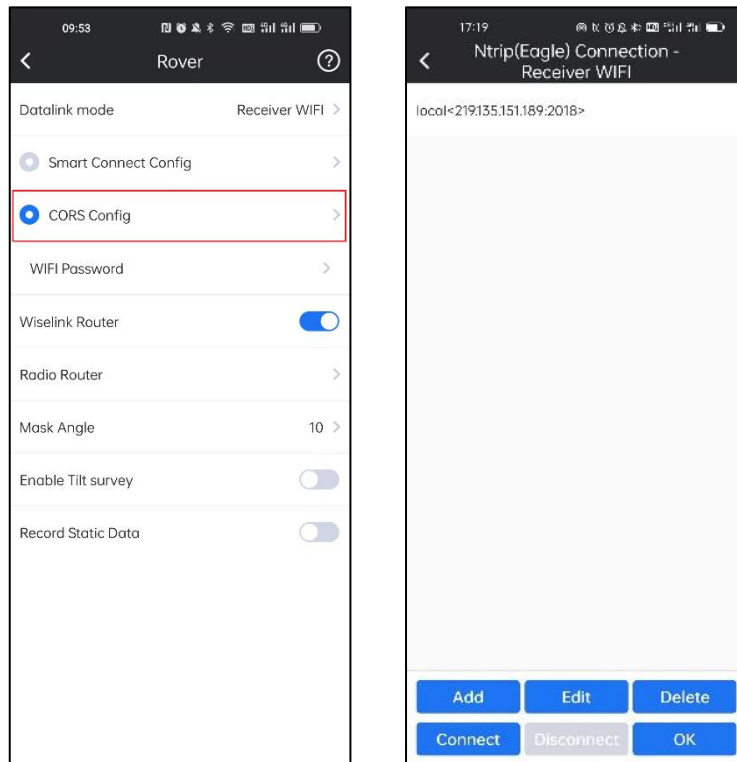 09:53
Rover
Datalink mode Receiver WIFI
Smart Connect Config
CORS Config
WIFI Password
Wiselink Router
Radio Router
Mask Angle 10
Enable Tilt survey
Record Static Data
17:19
Ntrip(Eagle) Connection -
Receiver WIFI
local<219.135.151.189:2018>
Add Edit Delete
Connect Disconnect OK